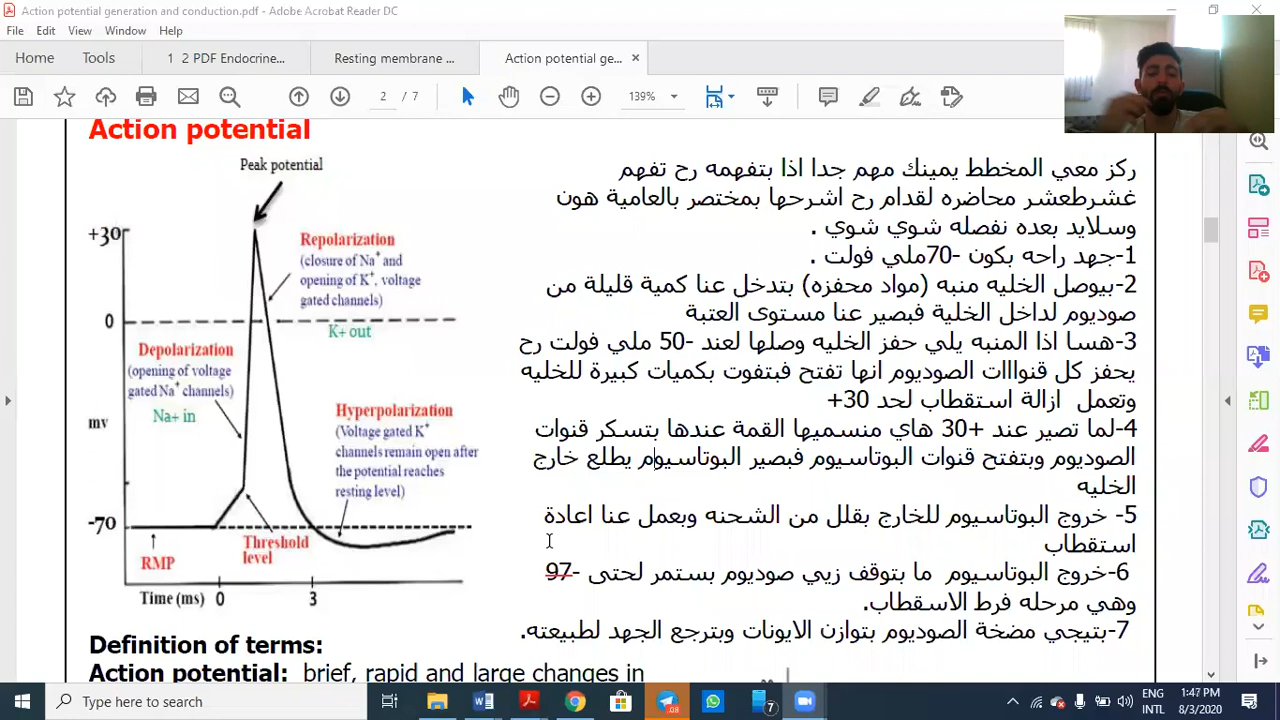 Action potential generation and conduction.pdf - Adobe Acrobat Reader DC
File Edit View Window Help
Home Tools 1 2 PDF Endocrine... Resting membrane ... Action potential ge... ×
2 / 7 139%
Action potential
Peak potential
+30
Repolarization
(closure of Na+ and
opening of K+, voltage
gated channels)
0
K+ out
Depolarization
(opening of voltage
gated Na+ channels)
Na+ in
mv
Hyperpolarization
(Voltage gated K+
channels remain open after
the potential reaches
resting level)
-70
RMP
Threshold
level
Time (ms) 0 3
ركز معي المخطط يمينك مهم جدا اذا بتفهمه رح تفهم
غشرطعشر محاضره لقدام رح اشرحها بمختصر بالعامية هون
وسلايد بعده نفصله شوي شوي .
1-جهد راحه بكون -70ملي فولت .
2-بيوصل الخليه منبه (مواد محفزه) بتدخل عنا كمية قليلة من
صوديوم لداخل الخلية فبصير عنا مستوى العتبة
3-هسا اذا المنبه يلي حفز الخليه وصلها لعند -50 ملي فولت رح
يحفز كل قنواااات الصوديوم انها تفتح فبتفوت بكميات كبيرة للخليه
وتعمل ازالة استقطاب لحد 30+
4-لما تصير عند +30 هاي منسميها القمة عندها بتسكر قنوات
الصوديوم وبتفتح قنوات البوتاسيوم فبصير البوتاسيوم يطلع خارج
الخليه
5- خروج البوتاسيوم للخارج بقلل من الشحنه وبعمل عنا اعادة
استقطاب
6-خروج البوتاسيوم ما بتوقف زيي صوديوم بستمر لحتى -97
وهي مرحله فرط الاسقطاب.
7-بتيجي مضخة الصوديوم بتوازن الايونات وبترجع الجهد لطبيعته.
Definition of terms:
Action potential: brief, rapid and large changes in
Type here to search
ENG
INTL
1:47 PM
8/3/2020